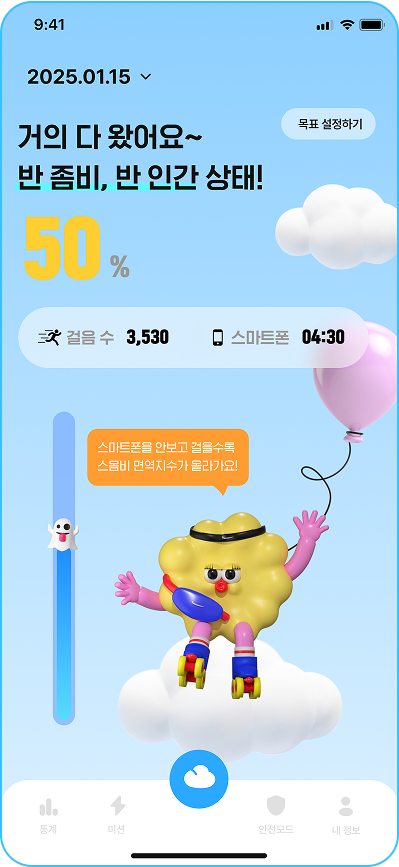 9:41
2025.01.15
목표 설정하기
거의 다 왔어요~
반 좀비, 반 인간 상태!
50 %
걸음 수 3,530 스마트폰 04:30
스마트폰을 안보고 걸을수록
스돔비 면역지수가 올라가요!
통계 미션 안전모드 내 정보